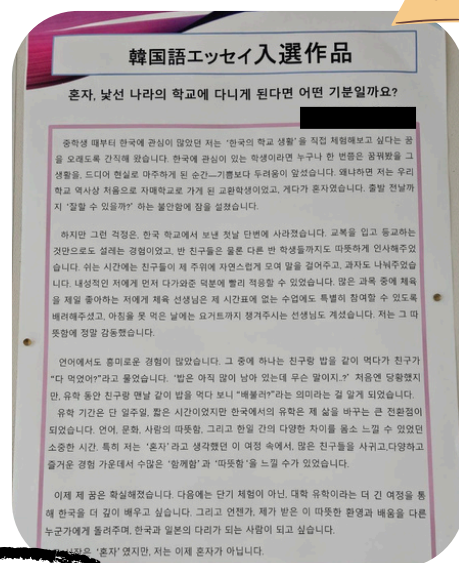 韓国語エッセイ入選作品
혼자, 낯선 나라의 학교에 다니게 된다면 어떤 기분일까요?
중학생 때부터 한국에 관심이 많았던 저는 '한국의 학교 생활'을 직접 체험해보고 싶다는 꿈
을 오래도록 간직해 왔습니다. 한국에 관심이 있는 학생이라면 누구나 한 번쯤은 꿈꿔봤을 그
생활을, 드디어 현실로 마주하게 된 순간—기쁨보다 두려움이 앞섰습니다. 왜냐하면 저는 우리
학교 역사상 처음으로 자매학교로 가게 된 교환학생이었고, 게다가 혼자였습니다. 출발 전날까
지 '잘할 수 있을까?' 하는 불안함에 잠을 설쳤습니다.
하지만 그런 걱정은, 한국 학교에서 보낸 첫날 단번에 사라졌습니다. 교복을 입고 등교하는
것만으로도 설레는 경험이었고, 반 친구들은 물론 다른 반 학생들까지도 따뜻하게 인사해주었
습니다. 쉬는 시간에는 친구들이 제 주위에 자연스럽게 모여 말을 걸어주고, 과자도 나눠주었습
니다. 내성적인 저에게 먼저 다가와준 덕분에 빨리 적응할 수 있었습니다. 많은 과목 중에 체육
을 제일 좋아하는 저에게 체육 선생님은 제 시간표에 없는 수업에도 특별히 참여할 수 있도록
배려해주셨고, 아침을 못 먹은 날에는 요거트까지 챙겨주시는 선생님도 계셨습니다. 저는 그 따
뜻함에 정말 감동했습니다.
언어에서도 흥미로운 경험이 많았습니다. 그 중에 하나는 친구랑 밥을 같이 먹다가 친구가
"다 먹었어?"라고 물었습니다. '밥은 아직 많이 남아 있는데 무슨 말이지..?' 처음엔 당황했지
만, 유학 동안 친구랑 맨날 같이 밥을 먹다 보니 "배불러?"라는 의미라는 걸 알게 되었습니다.
유학 기간은 단 일주일, 짧은 시간이었지만 한국에서의 유학은 제 삶을 바꾸는 큰 전환점이
되었습니다. 언어, 문화, 사람의 따뜻함, 그리고 한일 간의 다양한 차이를 몸소 느낄 수 있었던
소중한 시간. 특히 저는 '혼자'라고 생각했던 이 여정 속에서, 많은 친구들을 사귀고,다양하고
즐거운 경험 가운데서 수많은 '함께함'과 '따뜻함'을 느낄 수가 있었습니다.
이제 제 꿈은 확실해졌습니다. 다음에는 단기 체험이 아닌, 대학 유학이라는 더 긴 여정을 통
해 한국을 더 깊이 배우고 싶습니다. 그리고 언젠가, 제가 받은 이 따뜻한 환영과 배움을 다른
누군가에게 돌려주며, 한국과 일본의 다리가 되는 사람이 되고 싶습니다.
'혼자'였지만, 저는 이제 혼자가 아닙니다.